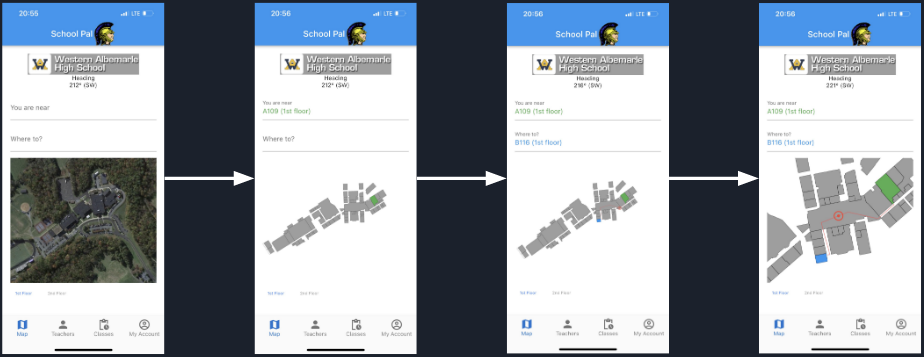 20:55
LTE
School Pal
Western Albemarle
High School
Heading
212° (SW)
You are near
Where to?
1st Floor
2nd Floor
Map
Teachers
Classes
My Account
20:56
LTE
School Pal
Western Albemarle
High School
Heading
212° (SW)
You are near
A109 (1st floor)
Where to?
1st Floor
2nd Floor
Map
Teachers
Classes
My Account
20:56
LTE
School Pal
Western Albemarle
High School
Heading
216° (SW)
You are near
A109 (1st floor)
Where to?
B116 (1st floor)
1st Floor
2nd Floor
Map
Teachers
Classes
My Account
20:56
LTE
School Pal
Western Albemarle
High School
Heading
221° (SW)
You are near
A109 (1st floor)
Where to?
B116 (1st floor)
1st Floor
2nd Floor
Map
Teachers
Classes
My Account